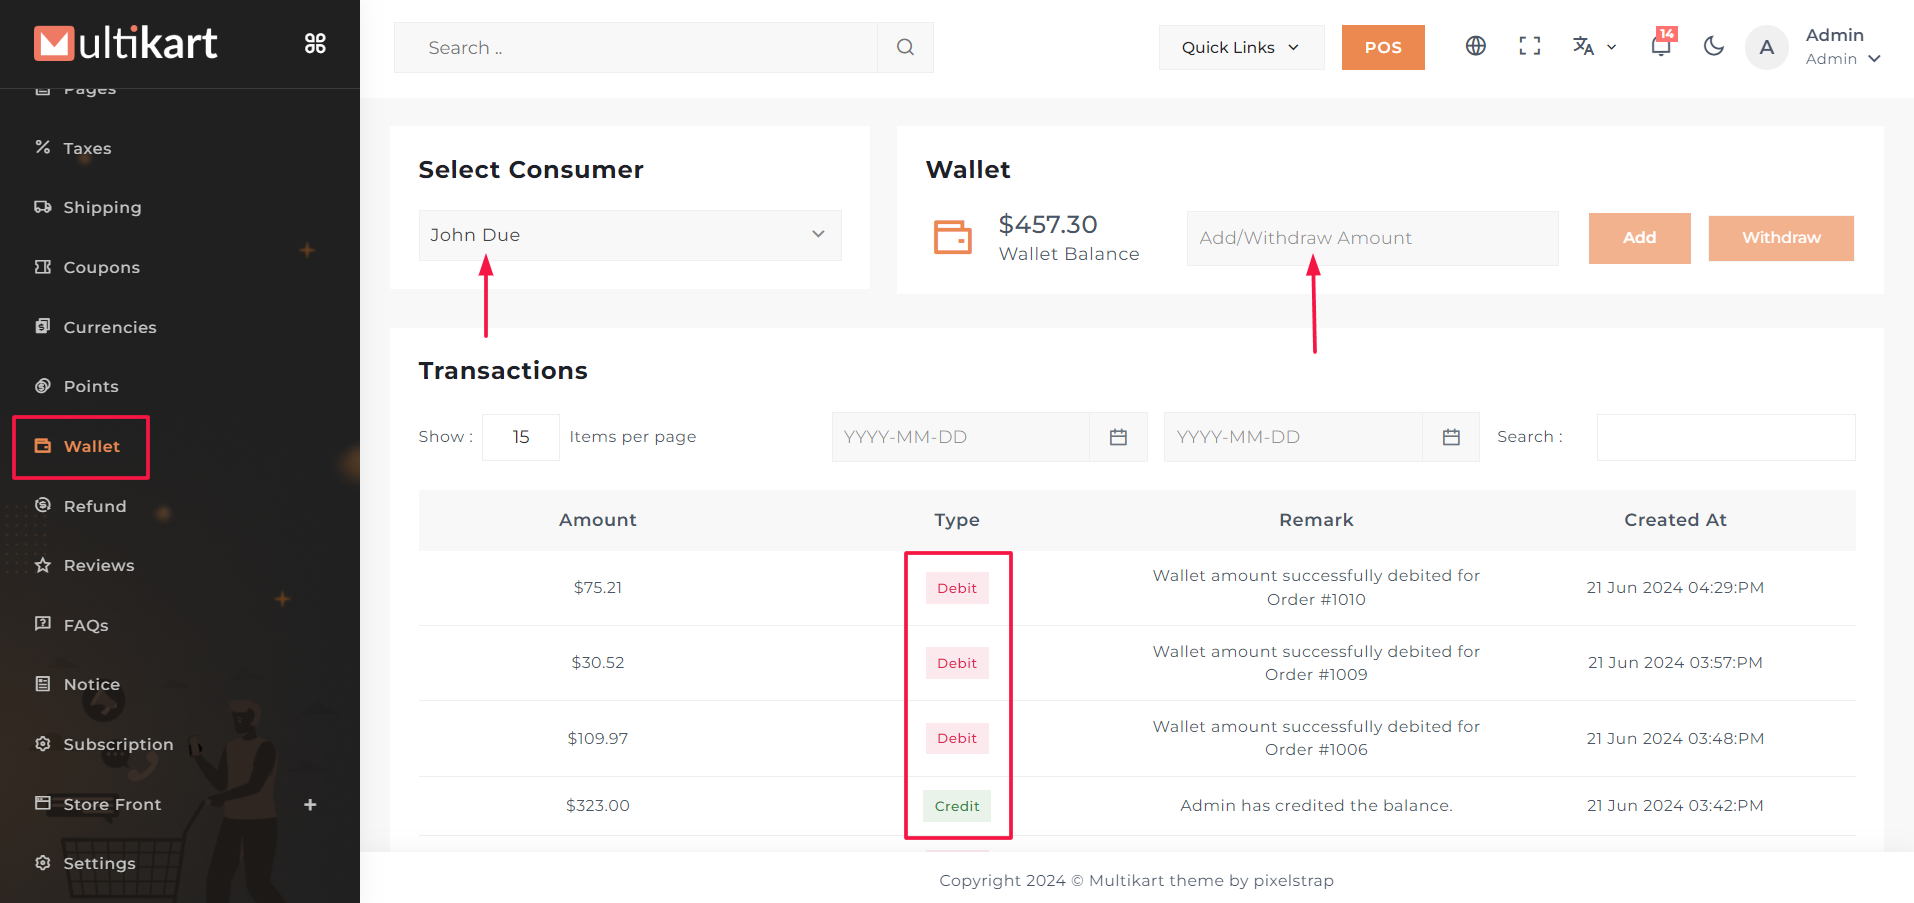 Multikart
Search ..
Quick Links
POS
14
A
Admin
Admin
Pages
Taxes
Shipping
Coupons
Currencies
Points
Wallet
Refund
Reviews
FAQs
Notice
Subscription
Store Front
+
Settings
Select Consumer
John Due
Wallet
$457.30
Wallet Balance
Add/Withdraw Amount
Add
Withdraw
Transactions
Show : 15 Items per page
YYYY-MM-DD
YYYY-MM-DD
Search :
Amount Type Remark Created At
$75.21 Debit Wallet amount successfully debited for 21 Jun 2024 04:29:PM
Order #1010
$30.52 Debit Wallet amount successfully debited for 21 Jun 2024 03:57:PM
Order #1009
$109.97 Debit Wallet amount successfully debited for 21 Jun 2024 03:48:PM
Order #1006
$323.00 Credit Admin has credited the balance. 21 Jun 2024 03:42:PM
Copyright 2024 © Multikart theme by pixelstrap